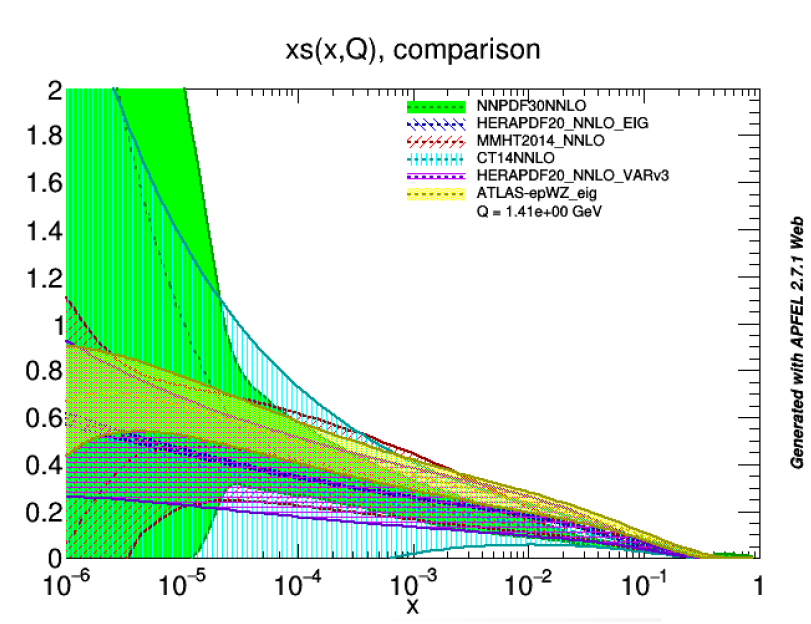 xs(x,Q), comparison
2
1.8
1.6
1.4
1.2
1
0.8
0.6
0.4
0.2
0
NNPDF30NNLO
HERAPDF20_NNLO_EIG
MMHT2014_NNLO
CT14NNLO
HERAPDF20_NNLO_VARv3
ATLAS-epWZ_eig
Q = 1.41e+00 GeV
Generated with APFEL 2.7.1 Web
10⁻⁶ 10⁻⁵ 10⁻⁴ 10⁻³ 10⁻² 10⁻¹ 1
x